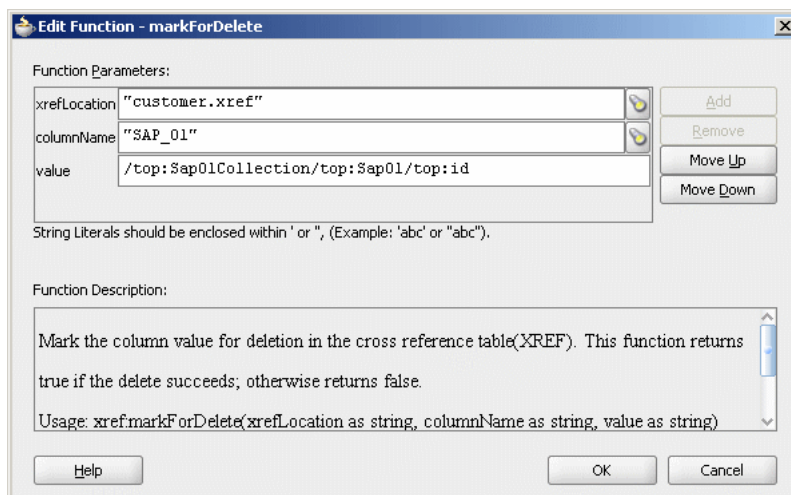 Edit Function - markForDelete
Function Parameters:
xrefLocation "customer.xref"
columnName "SAP_01"
value /top:Sap01Collection/top:Sap01/top:id
Add
Remove
Move Up
Move Down
String Literals should be enclosed within ' or ", (Example: 'abc' or "abc").
Function Description:
Mark the column value for deletion in the cross reference table(XREF). This function returns
true if the delete succeeds; otherwise returns false.
Usage: xref:markForDelete(xrefLocation as string, columnName as string, value as string)
Help
OK
Cancel